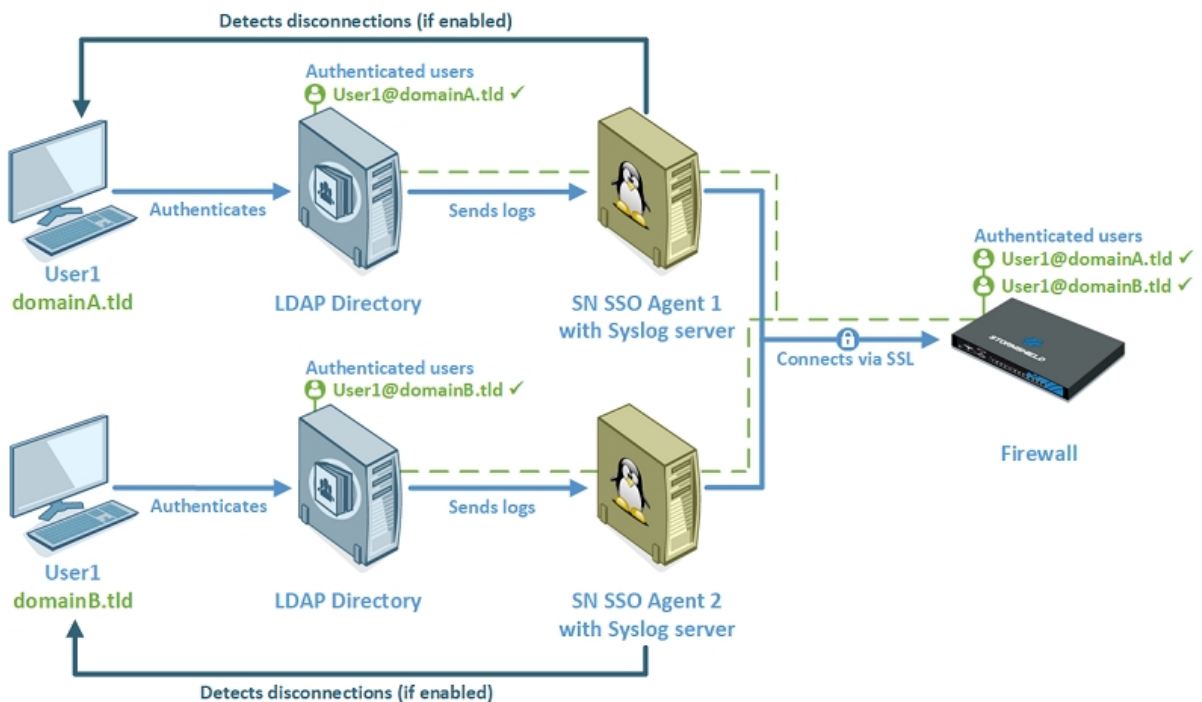 Detects disconnections (if enabled)
Authenticated users
User1@domainA.tld ✓
Authenticates
Sends logs
User1
domainA.tld
LDAP Directory
SN SSO Agent 1
with Syslog server
Authenticated users
User1@domainA.tld ✓
User1@domainB.tld ✓
STORMSHIELD
Connects via SSL
Firewall
Authenticated users
User1@domainB.tld ✓
Authenticates
Sends logs
User1
domainB.tld
LDAP Directory
SN SSO Agent 2
with Syslog server
Detects disconnections (if enabled)